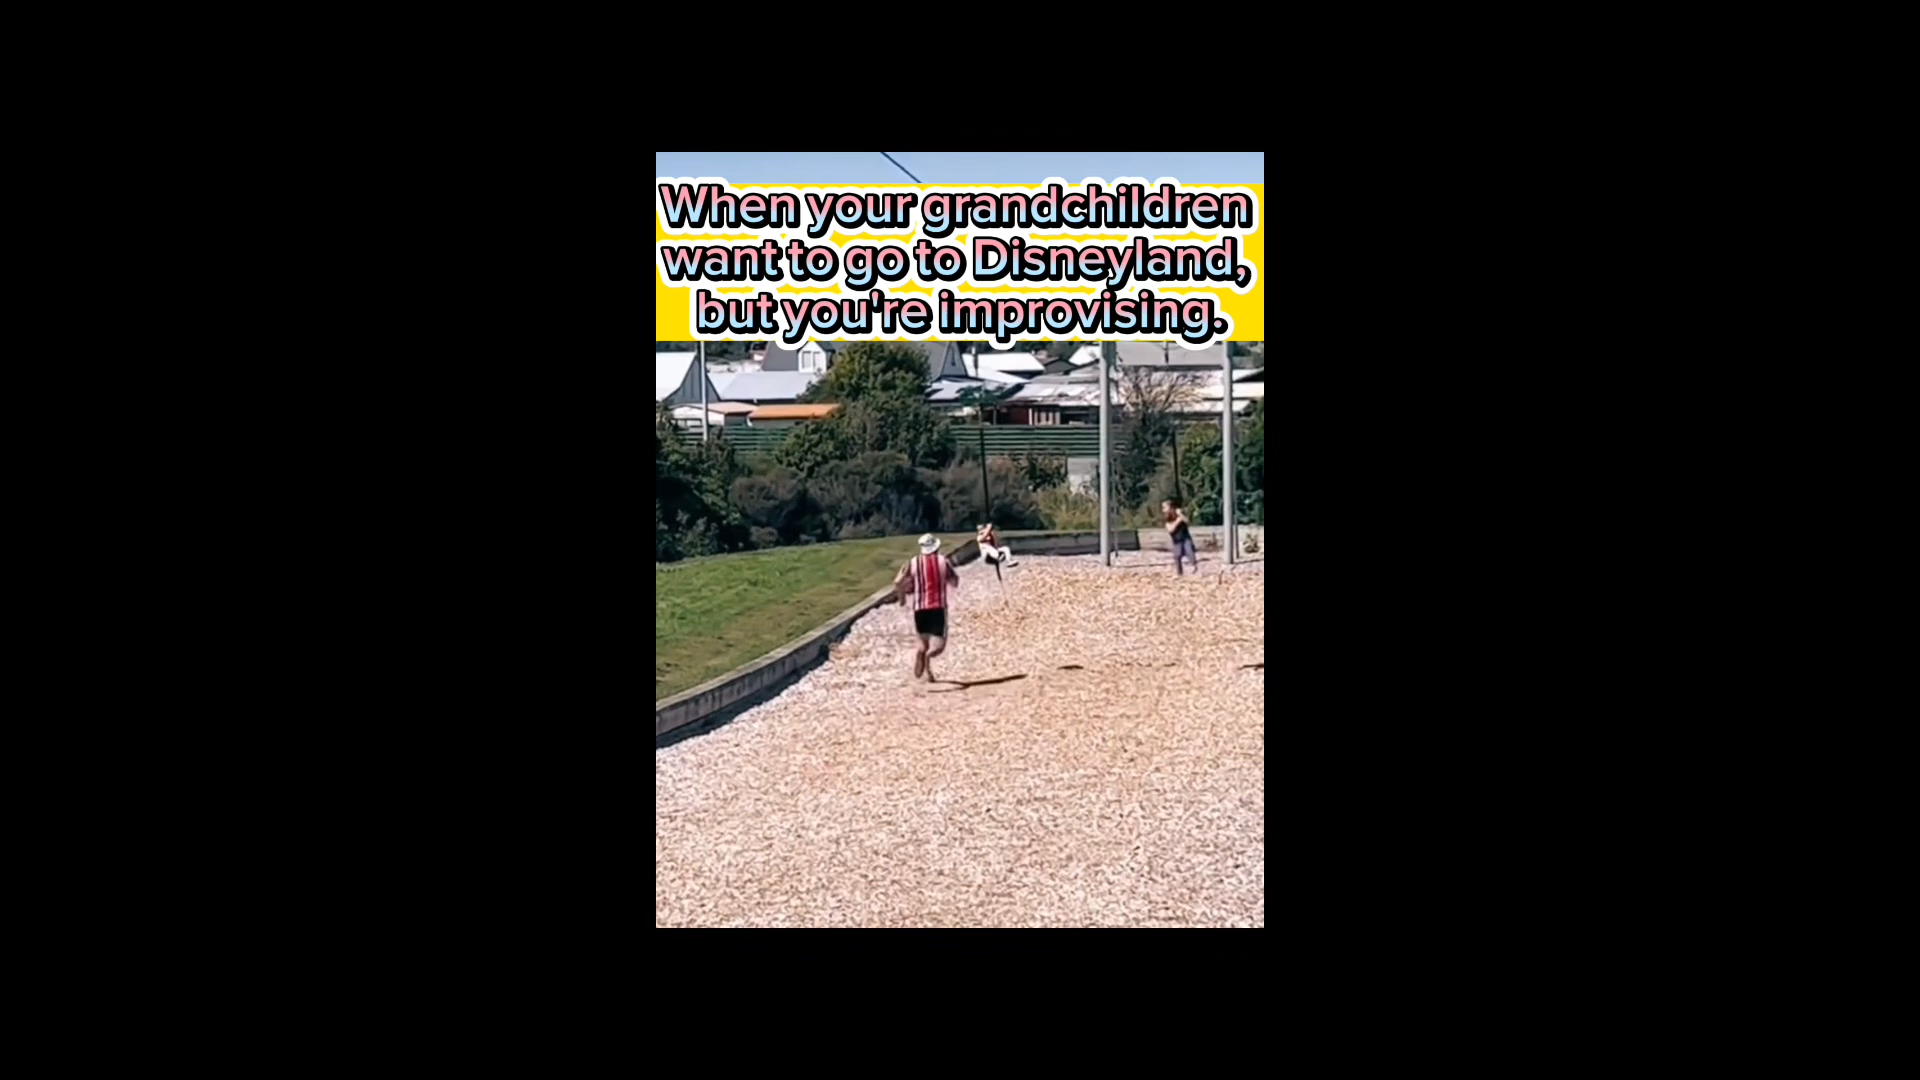 When your grandchildren
want to go to Disneyland,
but you're improvising.